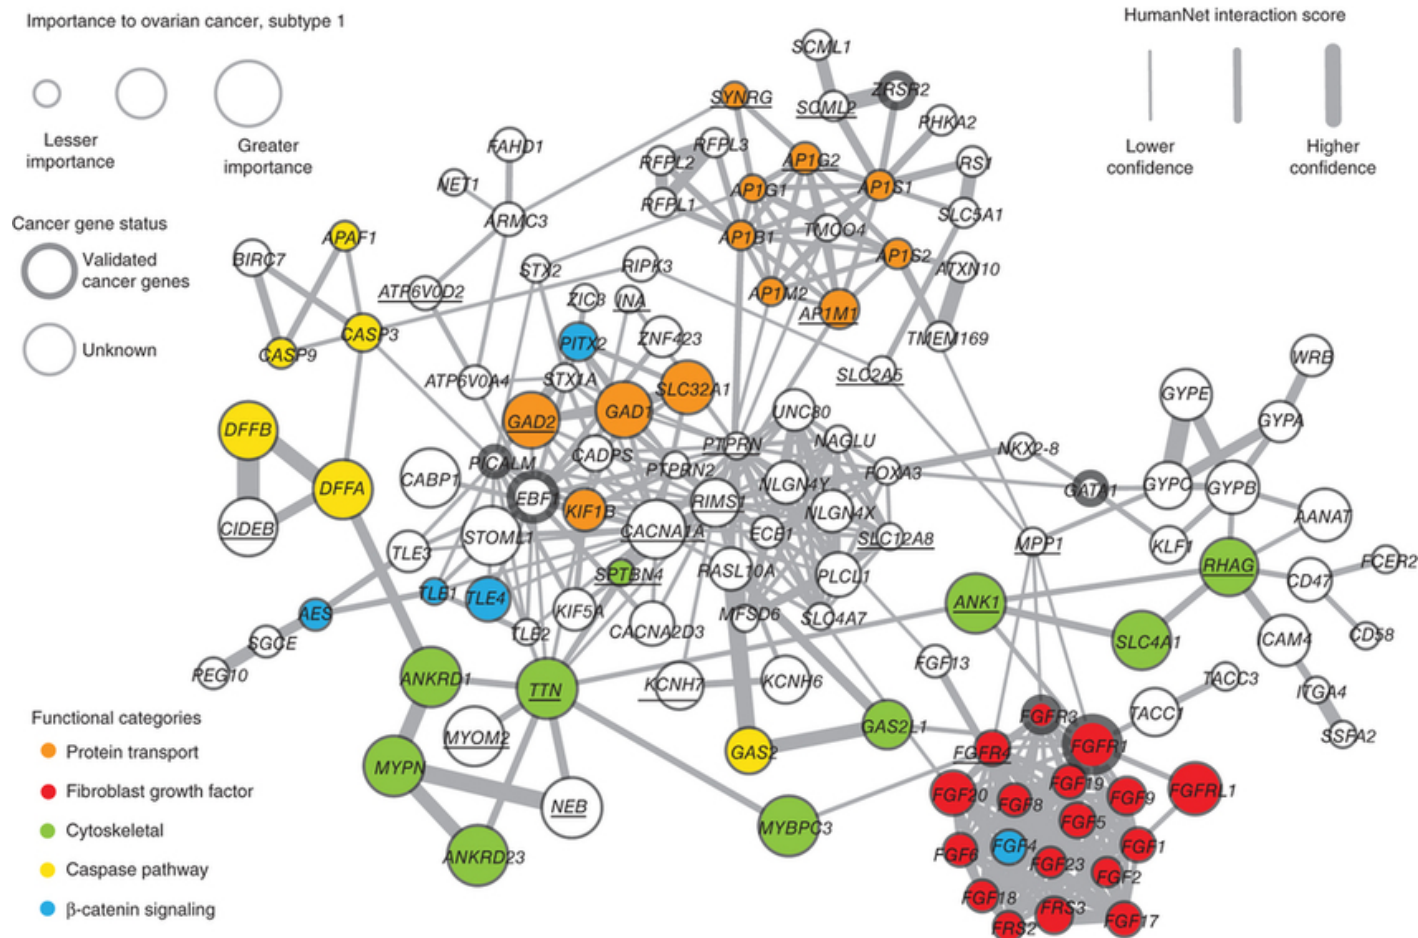 Importance to ovarian cancer, subtype 1
Lesser importance
Greater importance
Cancer gene status
Validated cancer genes
Unknown
HumanNet interaction score
Lower confidence
Higher confidence
SCML1
ZRSR2
SYNRG
SCML2
PHKA2
FAHD1
RFPL3
RFPL2
AP1G2
RS1
NET1
AP1G1
AP1S1
RFPL1
SLC5A1
ARMC3
APAF1
AP1B1
TMCO4
BIRC7
AP1S2
STX2
RIPK3
ATXN10
ATP6V0D2
ZIC3
INA
AP1M2
AP1M1
CASP3
CASP9
PITX2
ZNF423
TMEM169
WRB
ATP6V0A4
STX1A
SLC32A1
SLC2A5
GYPE
GAD2
GAD1
UNC80
GYPA
DFFB
PTPRN
NAGLU
NKX2-8
PICALM
CADPS
PTPRN2
FOXA3
CABP1
NLGN4Y
GATA1
GYPC
GYPB
DFFA
EBF1
KIF1B
RIMS1
NLGN4X
AANAT
CIDEB
STOML1
CACNA1A
ECE1
SLC12A8
MPP1
KLF1
TLE3
SPTBN4
RASL10A
PLCL1
RHAG
CD47
FCER2
TLE1
TLE4
ANK1
AES
KIF5A
MFSD6
SLC4A7
SGCE
TLE2
CACNA2D3
SLC4A1
CAM4
CD58
PEG10
ANKRD1
TTN
KCNH7
KCNH6
FGF13
TACC3
ITGA4
TACC1
FGFR3
SSFA2
MYOM2
GAS2L1
FGFR4
FGFR1
GAS2
MYPN
FGF20
FGF8
FGF19
FGF9
FGFRL1
NEB
MYBPC3
FGF5
FGF6
FGF4
FGF1
ANKRD23
FGF23
FGF2
FGF18
FRS3
FRS2
FGF17
Functional categories
Protein transport
Fibroblast growth factor
Cytoskeletal
Caspase pathway
β-catenin signaling